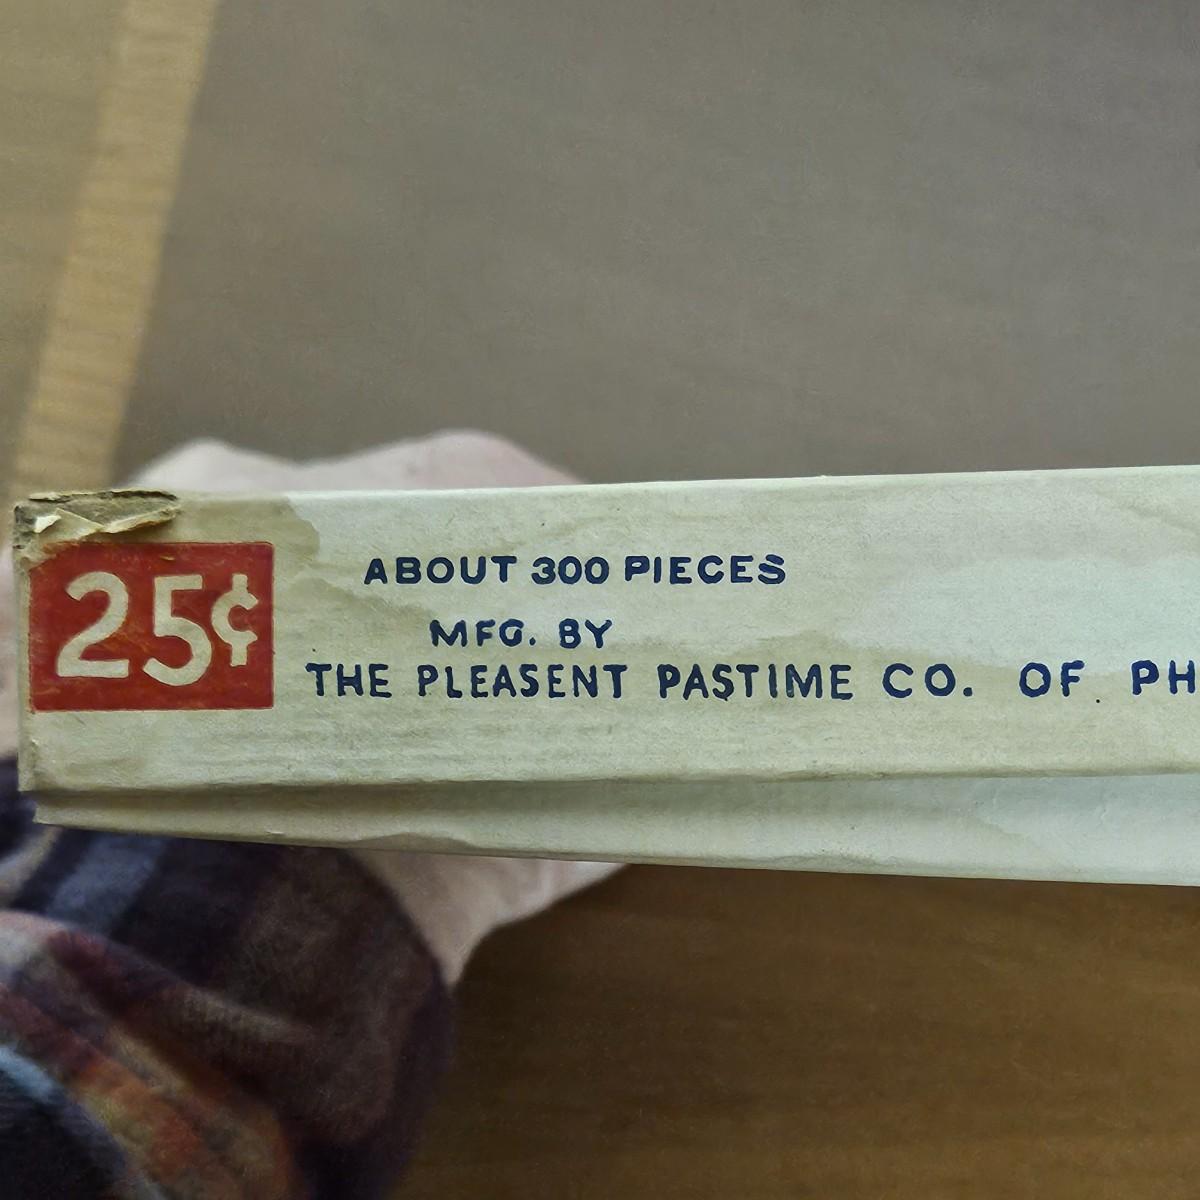 25¢
ABOUT 300 PIECES
MFG. BY
THE PLEASENT PASTIME CO. OF PH